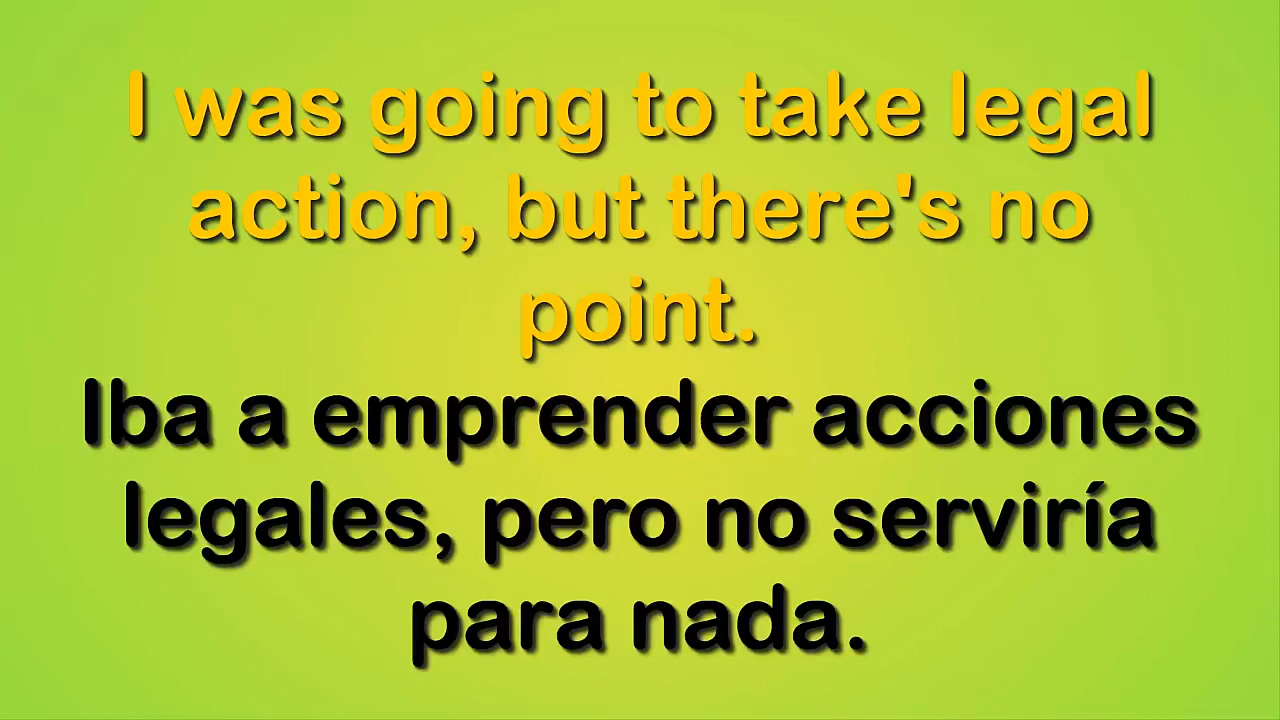 I was going to take legal
action, but there's no
point.
Iba a emprender acciones
legales, pero no serviría
para nada.